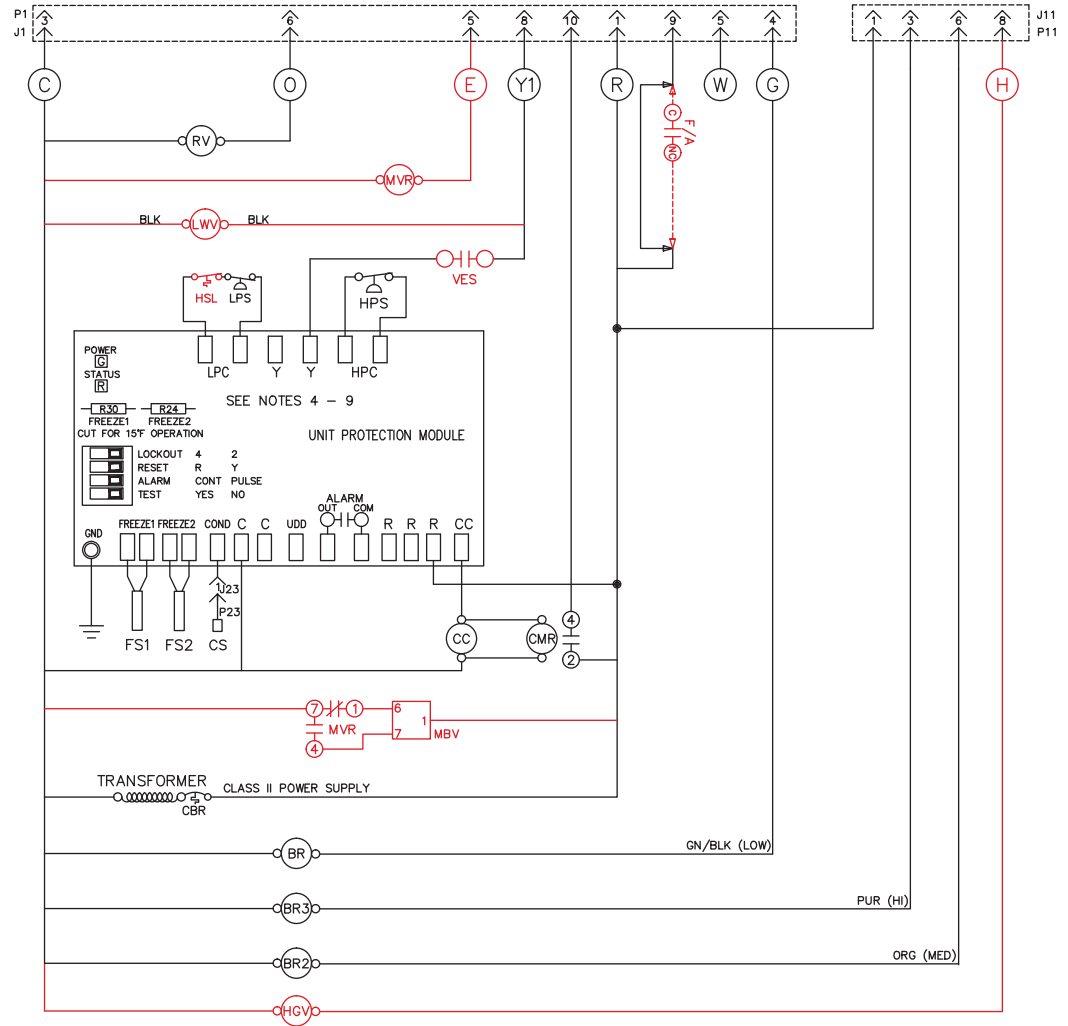 P1 3 6 5 8 10 1 9 5 4 1 3 6 8 J11
J1 P11
C O E Y1 R W G H
C
F/A
NC
RV
MVR
BLK LWV BLK
VES
HSL LPS HPS
POWER
G
STATUS
R
LPC Y Y HPC
SEE NOTES 4 – 9
R30 R24
FREEZE1 FREEZE2
CUT FOR 15°F OPERATION
UNIT PROTECTION MODULE
LOCKOUT 4 2
RESET R Y
ALARM CONT PULSE
TEST YES NO
ALARM
OUT COM
GND FREEZE1 FREEZE2 COND C C UDD R R R CC
1 J23
P23
FS1 FS2 CS
CC CMR 4
2
7 1 6
MVR 1
4 7 MBV
TRANSFORMER
CLASS II POWER SUPPLY
CBR
BR GN/BLK (LOW)
BR3 PUR (HI)
BR2 ORG (MED)
HGV